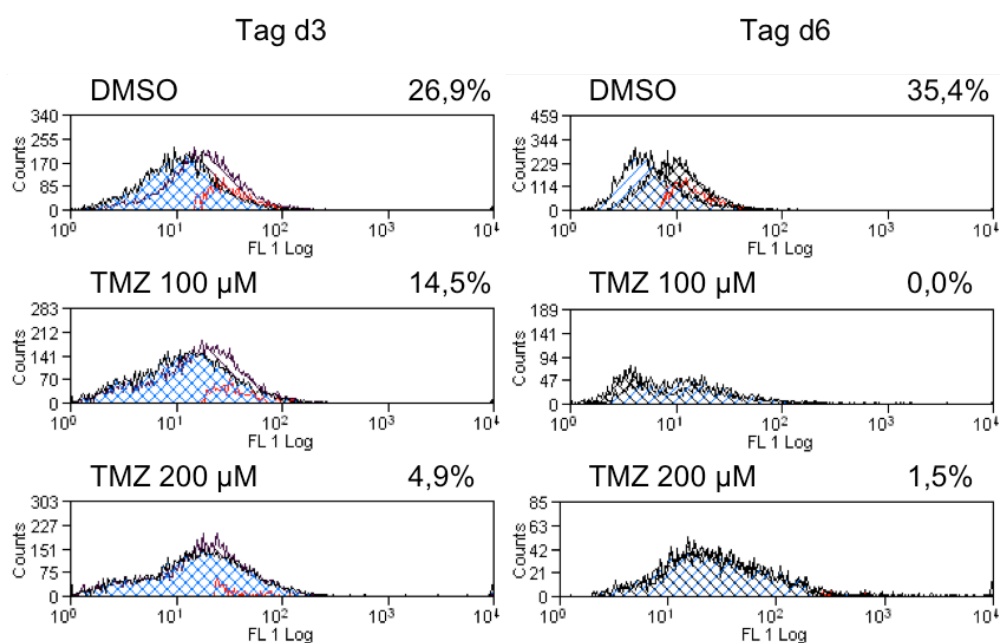 Tag d3 Tag d6
DMSO 26,9% DMSO 35,4%
340 459
255 344
170 229
85 114
0 0
Counts Counts
10⁰ 10¹ 10² 10³ 10⁴ 10⁰ 10¹ 10² 10³ 10⁴
FL 1 Log FL 1 Log
TMZ 100 µM 14,5% TMZ 100 µM 0,0%
283 189
212 141
141 94
70 47
0 0
Counts Counts
10⁰ 10¹ 10² 10³ 10⁴ 10⁰ 10¹ 10² 10³ 10⁴
FL 1 Log FL 1 Log
TMZ 200 µM 4,9% TMZ 200 µM 1,5%
303 85
227 63
151 42
75 21
0 0
Counts Counts
10⁰ 10¹ 10² 10³ 10⁴ 10⁰ 10¹ 10² 10³ 10⁴
FL 1 Log FL 1 Log